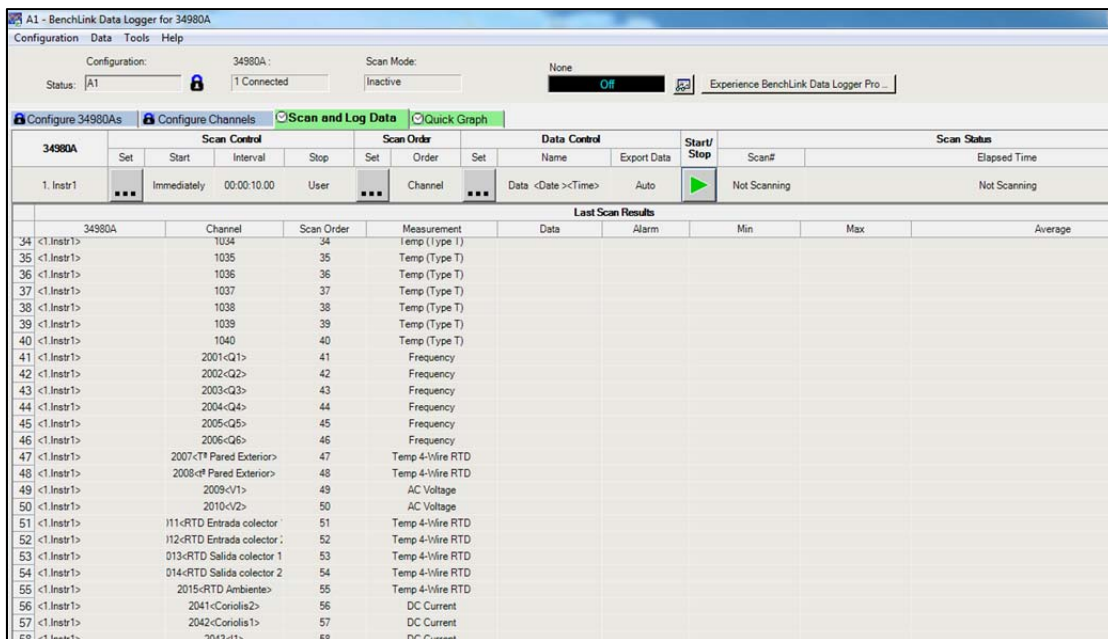 A1 - BenchLink Data Logger for 34980A
Configuration Data Tools Help
Configuration: 34980A : Scan Mode: None
Status: A1 1 Connected Inactive Off Experience BenchLink Data Logger Pro ...
Configure 34980As Configure Channels Scan and Log Data Quick Graph
34980A Scan Control Scan Order Data Control Start/ Stop Scan Status
Set Start Interval Stop Set Order Set Name Export Data Scan# Elapsed Time
1. Instr1 ... Immediately 00:00:10.00 User ... Channel ... Data <Date ><Time> Auto Not Scanning Not Scanning
Last Scan Results
34980A Channel Scan Order Measurement Data Alarm Min Max Average
34 <1.Instr1> 1034 34 Temp (Type T)
35 <1.Instr1> 1035 35 Temp (Type T)
36 <1.Instr1> 1036 36 Temp (Type T)
37 <1.Instr1> 1037 37 Temp (Type T)
38 <1.Instr1> 1038 38 Temp (Type T)
39 <1.Instr1> 1039 39 Temp (Type T)
40 <1.Instr1> 1040 40 Temp (Type T)
41 <1.Instr1> 2001<Q1> 41 Frequency
42 <1.Instr1> 2002<Q2> 42 Frequency
43 <1.Instr1> 2003<Q3> 43 Frequency
44 <1.Instr1> 2004<Q4> 44 Frequency
45 <1.Instr1> 2005<Q5> 45 Frequency
46 <1.Instr1> 2006<Q6> 46 Frequency
47 <1.Instr1> 2007<Tª Pared Exterior> 47 Temp 4-Wire RTD
48 <1.Instr1> 2008<tª Pared Exterior> 48 Temp 4-Wire RTD
49 <1.Instr1> 2009<V1> 49 AC Voltage
50 <1.Instr1> 2010<V2> 50 AC Voltage
51 <1.Instr1> 011<RTD Entrada colector 51 Temp 4-Wire RTD
52 <1.Instr1> 012<RTD Entrada colector 52 Temp 4-Wire RTD
53 <1.Instr1> 013<RTD Salida colector 1 53 Temp 4-Wire RTD
54 <1.Instr1> 014<RTD Salida colector 2 54 Temp 4-Wire RTD
55 <1.Instr1> 2015<RTD Ambiente> 55 Temp 4-Wire RTD
56 <1.Instr1> 2041<Coriolis2> 56 DC Current
57 <1.Instr1> 2042<Coriolis1> 57 DC Current
58 <1.Instr1> 2043<I1> 58 DC Current